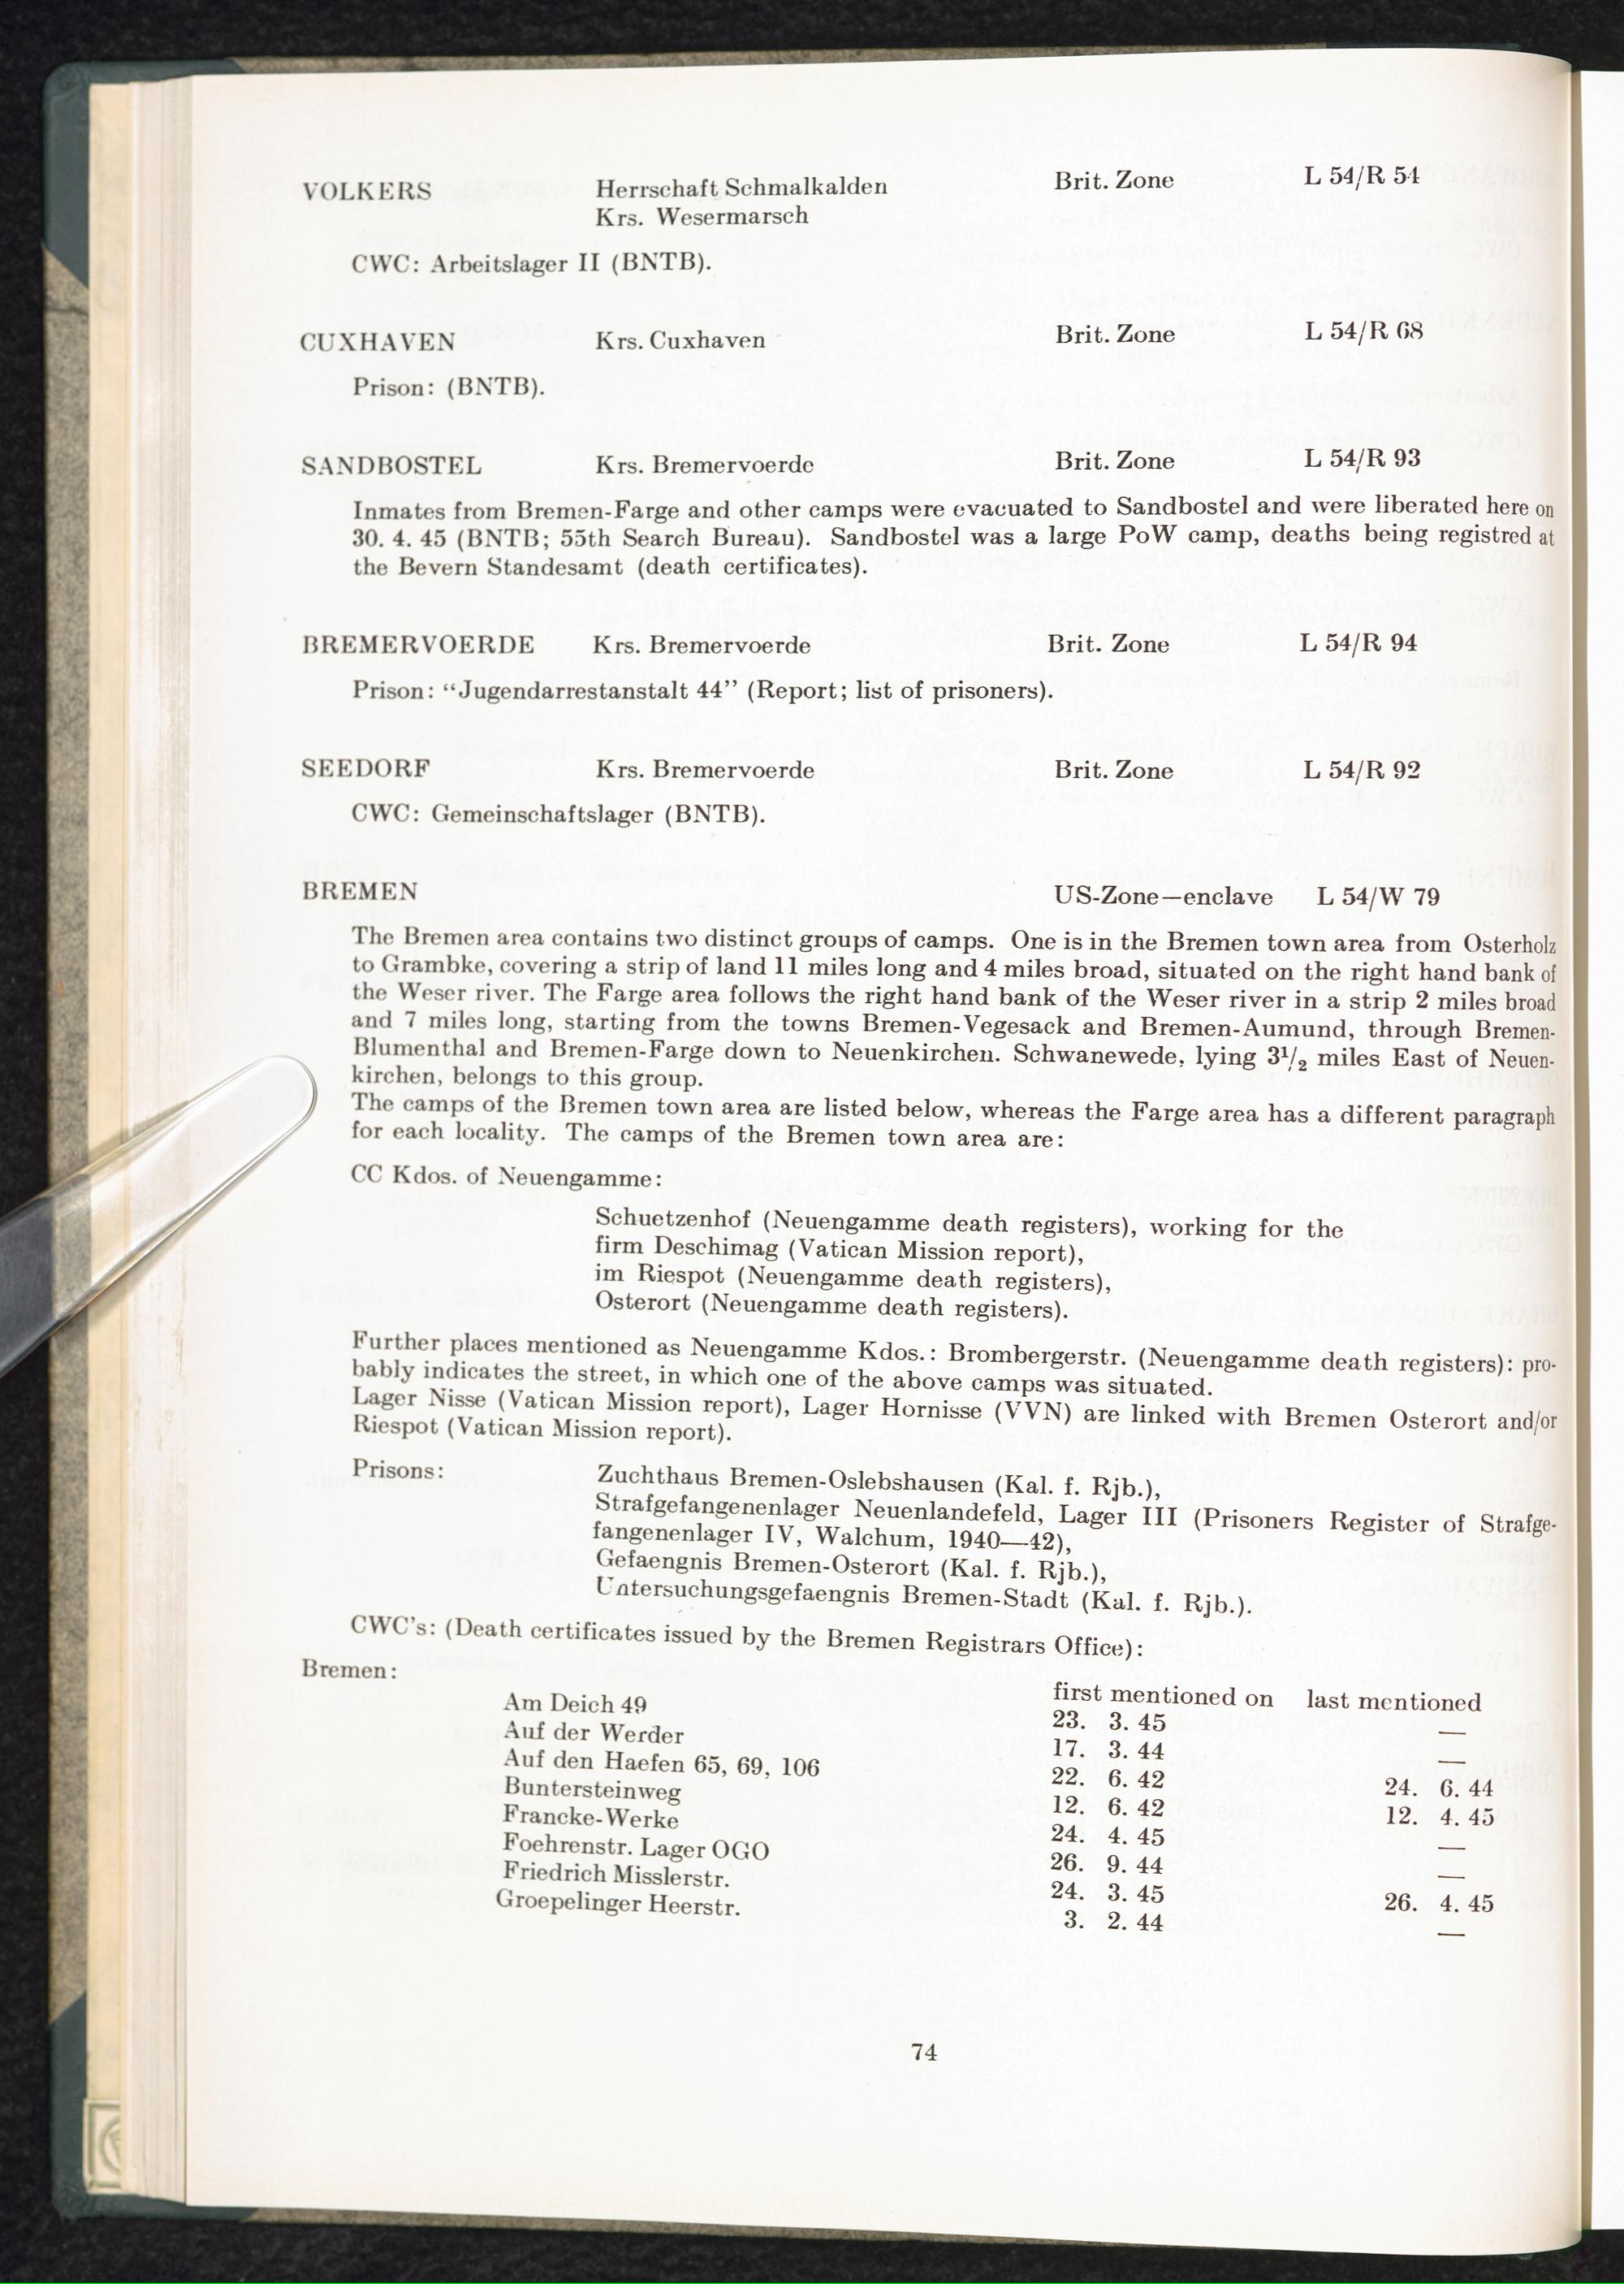 VOLKERS Herrschaft Schmalkalden Brit. Zone L 54/R 54
Krs. Wesermarsch
CWC: Arbeitslager II (BNTB).
CUXHAVEN Krs. Cuxhaven Brit. Zone L 54/R 68
Prison: (BNTB).
SANDBOSTEL Krs. Bremervoerde Brit. Zone L 54/R 93
Inmates from Bremen-Farge and other camps were evacuated to Sandbostel and were liberated here on
30. 4. 45 (BNTB; 55th Search Bureau). Sandbostel was a large PoW camp, deaths being registred at
the Bevern Standesamt (death certificates).
BREMERVOERDE Krs. Bremervoerde Brit. Zone L 54/R 94
Prison: “Jugendarrestanstalt 44” (Report; list of prisoners).
SEEDORF Krs. Bremervoerde Brit. Zone L 54/R 92
CWC: Gemeinschaftslager (BNTB).
BREMEN US-Zone—enclave L 54/W 79
The Bremen area contains two distinct groups of camps. One is in the Bremen town area from Osterholz
to Grambke, covering a strip of land 11 miles long and 4 miles broad, situated on the right hand bank of
the Weser river. The Farge area follows the right hand bank of the Weser river in a strip 2 miles broad
and 7 miles long, starting from the towns Bremen-Vegesack and Bremen-Aumund, through Bremen-
Blumenthal and Bremen-Farge down to Neuenkirchen. Schwanewede, lying 3¹/₂ miles East of Neuen-
kirchen, belongs to this group.
The camps of the Bremen town area are listed below, whereas the Farge area has a different paragraph
for each locality. The camps of the Bremen town area are:
CC Kdos. of Neuengamme:
Schuetzenhof (Neuengamme death registers), working for the
firm Deschimag (Vatican Mission report),
im Riespot (Neuengamme death registers),
Osterort (Neuengamme death registers).
Further places mentioned as Neuengamme Kdos.: Brombergerstr. (Neuengamme death registers): pro-
bably indicates the street, in which one of the above camps was situated.
Lager Nisse (Vatican Mission report), Lager Hornisse (VVN) are linked with Bremen Osterort and/or
Riespot (Vatican Mission report).
Prisons: Zuchthaus Bremen-Oslebshausen (Kal. f. Rjb.),
Strafgefangenenlager Neuenlandefeld, Lager III (Prisoners Register of Strafge-
fangenenlager IV, Walchum, 1940—42),
Gefaengnis Bremen-Osterort (Kal. f. Rjb.),
Untersuchungsgefaengnis Bremen-Stadt (Kal. f. Rjb.).
CWC's: (Death certificates issued by the Bremen Registrars Office):
Bremen:
first mentioned on last mentioned
Am Deich 49 23. 3. 45 —
Auf der Werder 17. 3. 44 —
Auf den Haefen 65, 69, 106 22. 6. 42 24. 6. 44
Buntersteinweg 12. 6. 42 12. 4. 45
Francke-Werke 24. 4. 45 —
Foehrenstr. Lager OGO 26. 9. 44 —
Friedrich Misslerstr. 24. 3. 45 26. 4. 45
Groepelinger Heerstr. 3. 2. 44 —
74